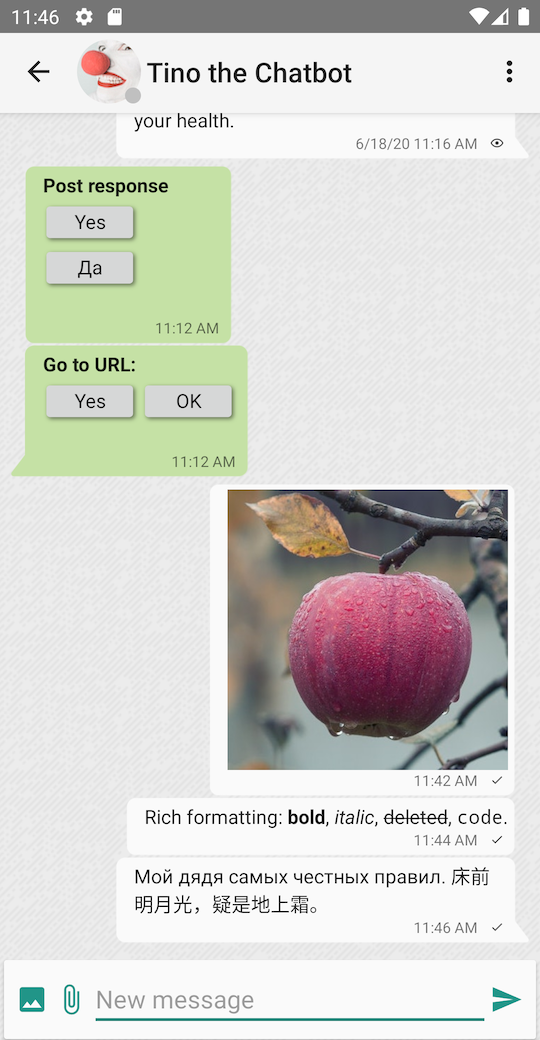 11:46
Tino the Chatbot
your health.
6/18/20 11:16 AM
Post response
Yes
Да
11:12 AM
Go to URL:
Yes OK
11:12 AM
11:42 AM
Rich formatting: bold, italic, deleted, code.
11:44 AM
Мой дядя самых честных правил. 床前
明月光，疑是地上霜。
11:46 AM
New message